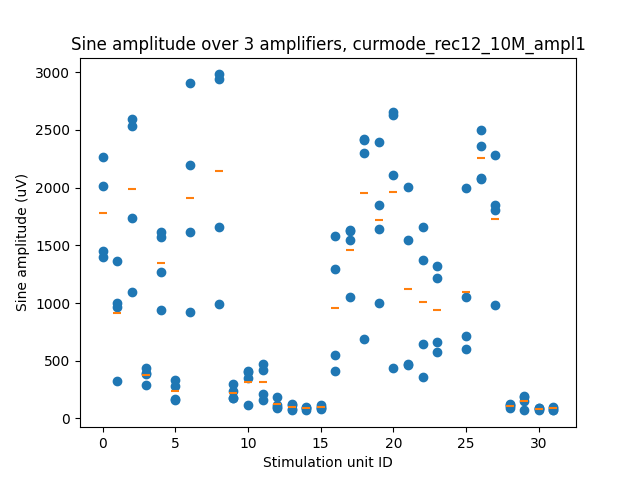 Sine amplitude over 3 amplifiers, curmode_rec12_10M_ampl1
3000
2500
2000
1500
1000
500
0
Sine amplitude (uV)
0 5 10 15 20 25 30
Stimulation unit ID